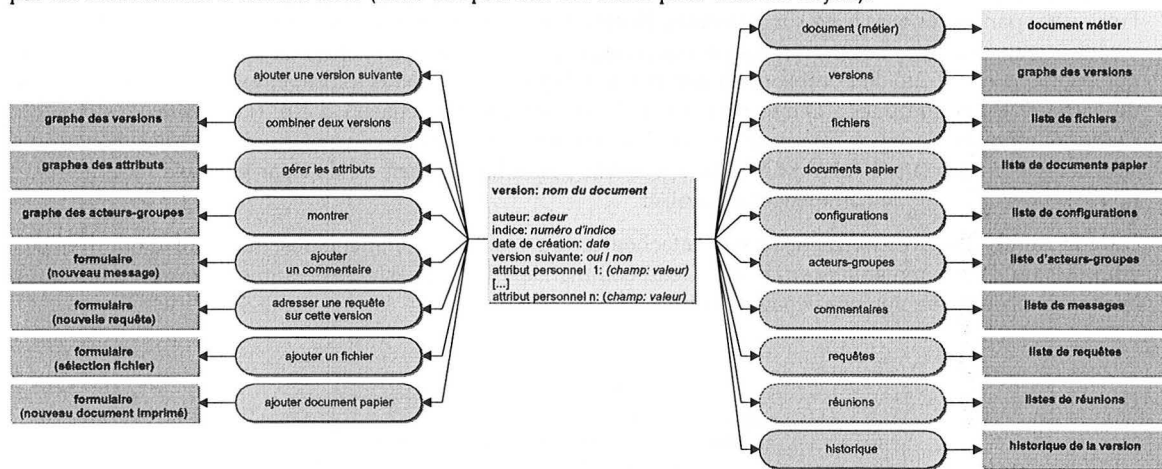 document (métier)
document métier
ajouter une version suivante
versions
graphe des versions
graphe des versions
combiner deux versions
fichiers
liste de fichiers
graphes des attributs
gérer les attributs
documents papier
liste de documents papier
version: nom du document
graphe des acteurs-groupes
montrer
auteur: acteur
indice: numéro d'indice
date de création: date
version suivante: oui / non
attribut personnel 1: (champ: valeur)
[...]
attribut personnel n: (champ: valeur)
configurations
liste de configurations
formulaire
(nouveau message)
ajouter
un commentaire
acteurs-groupes
liste d'acteurs-groupes
formulaire
(nouvelle requête)
adresser une requête
sur cette version
commentaires
liste de messages
formulaire
(sélection fichier)
ajouter un fichier
requêtes
liste de requêtes
formulaire
(nouveau document imprimé)
ajouter document papier
réunions
listes de réunions
historique
historique de la version